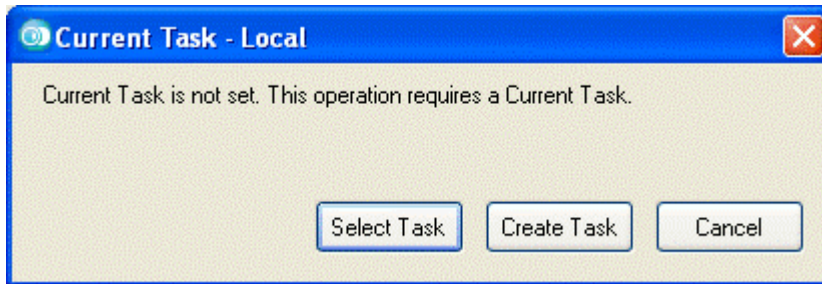 Current Task - Local
Current Task is not set. This operation requires a Current Task.
Select Task Create Task Cancel